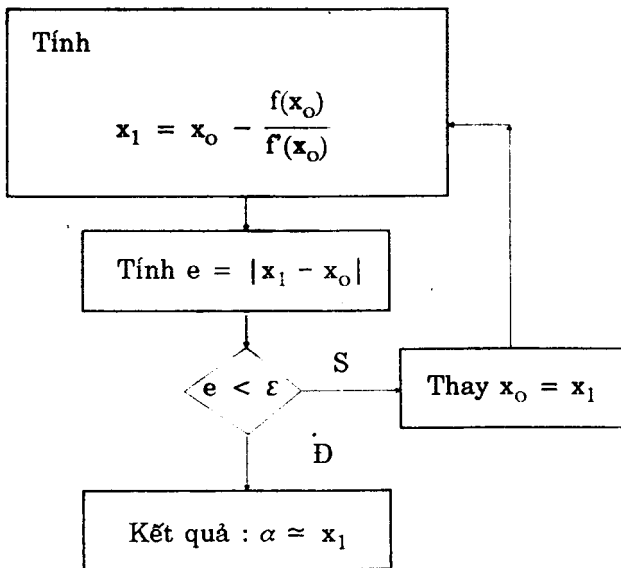 Tính
x₁ = x₀ − f(x₀)/f'(x₀)
Tính e = |x₁ − x₀|
e < ε
S
Thay x₀ = x₁
Đ
Kết quả : α ≃ x₁